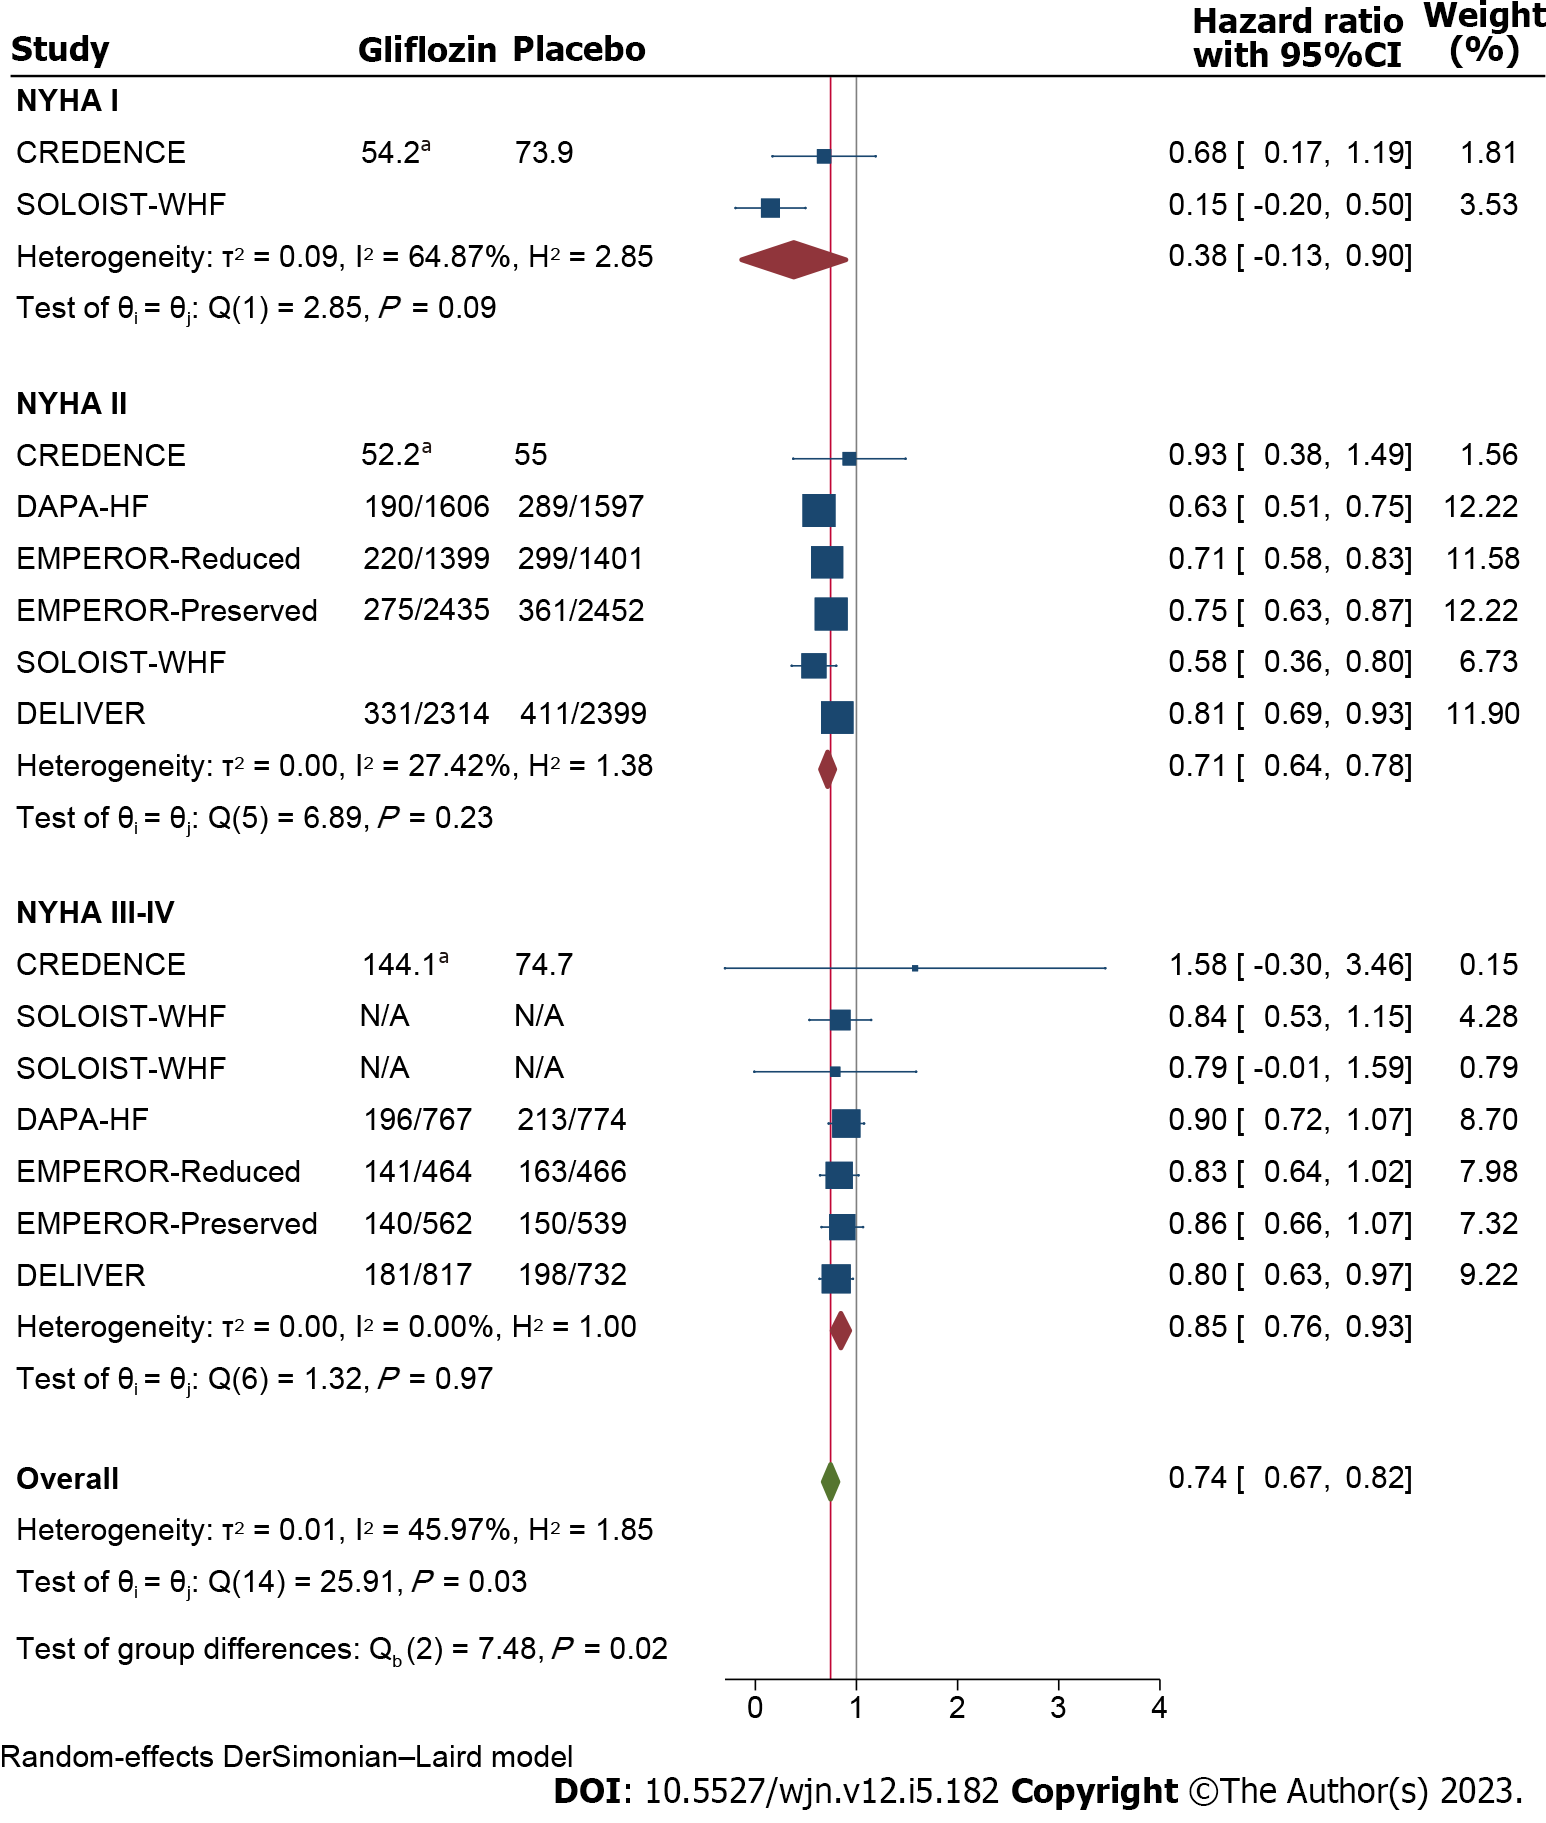 Study Gliflozin Placebo Hazard ratio with 95%CI Weight (%)
NYHA I
CREDENCE 54.2ᵃ 73.9 0.68 [ 0.17, 1.19] 1.81
SOLOIST-WHF 0.15 [ -0.20, 0.50] 3.53
Heterogeneity: τ² = 0.09, I² = 64.87%, H² = 2.85 0.38 [ -0.13, 0.90]
Test of θᵢ = θⱼ: Q(1) = 2.85, P = 0.09
NYHA II
CREDENCE 52.2ᵃ 55 0.93 [ 0.38, 1.49] 1.56
DAPA-HF 190/1606 289/1597 0.63 [ 0.51, 0.75] 12.22
EMPEROR-Reduced 220/1399 299/1401 0.71 [ 0.58, 0.83] 11.58
EMPEROR-Preserved 275/2435 361/2452 0.75 [ 0.63, 0.87] 12.22
SOLOIST-WHF 0.58 [ 0.36, 0.80] 6.73
DELIVER 331/2314 411/2399 0.81 [ 0.69, 0.93] 11.90
Heterogeneity: τ² = 0.00, I² = 27.42%, H² = 1.38 0.71 [ 0.64, 0.78]
Test of θᵢ = θⱼ: Q(5) = 6.89, P = 0.23
NYHA III-IV
CREDENCE 144.1ᵃ 74.7 1.58 [ -0.30, 3.46] 0.15
SOLOIST-WHF N/A N/A 0.84 [ 0.53, 1.15] 4.28
SOLOIST-WHF N/A N/A 0.79 [ -0.01, 1.59] 0.79
DAPA-HF 196/767 213/774 0.90 [ 0.72, 1.07] 8.70
EMPEROR-Reduced 141/464 163/466 0.83 [ 0.64, 1.02] 7.98
EMPEROR-Preserved 140/562 150/539 0.86 [ 0.66, 1.07] 7.32
DELIVER 181/817 198/732 0.80 [ 0.63, 0.97] 9.22
Heterogeneity: τ² = 0.00, I² = 0.00%, H² = 1.00 0.85 [ 0.76, 0.93]
Test of θᵢ = θⱼ: Q(6) = 1.32, P = 0.97
Overall 0.74 [ 0.67, 0.82]
Heterogeneity: τ² = 0.01, I² = 45.97%, H² = 1.85
Test of θᵢ = θⱼ: Q(14) = 25.91, P = 0.03
Test of group differences: Q_b (2) = 7.48, P = 0.02
0 1 2 3 4
Random-effects DerSimonian–Laird model
DOI: 10.5527/wjn.v12.i5.182 Copyright ©The Author(s) 2023.